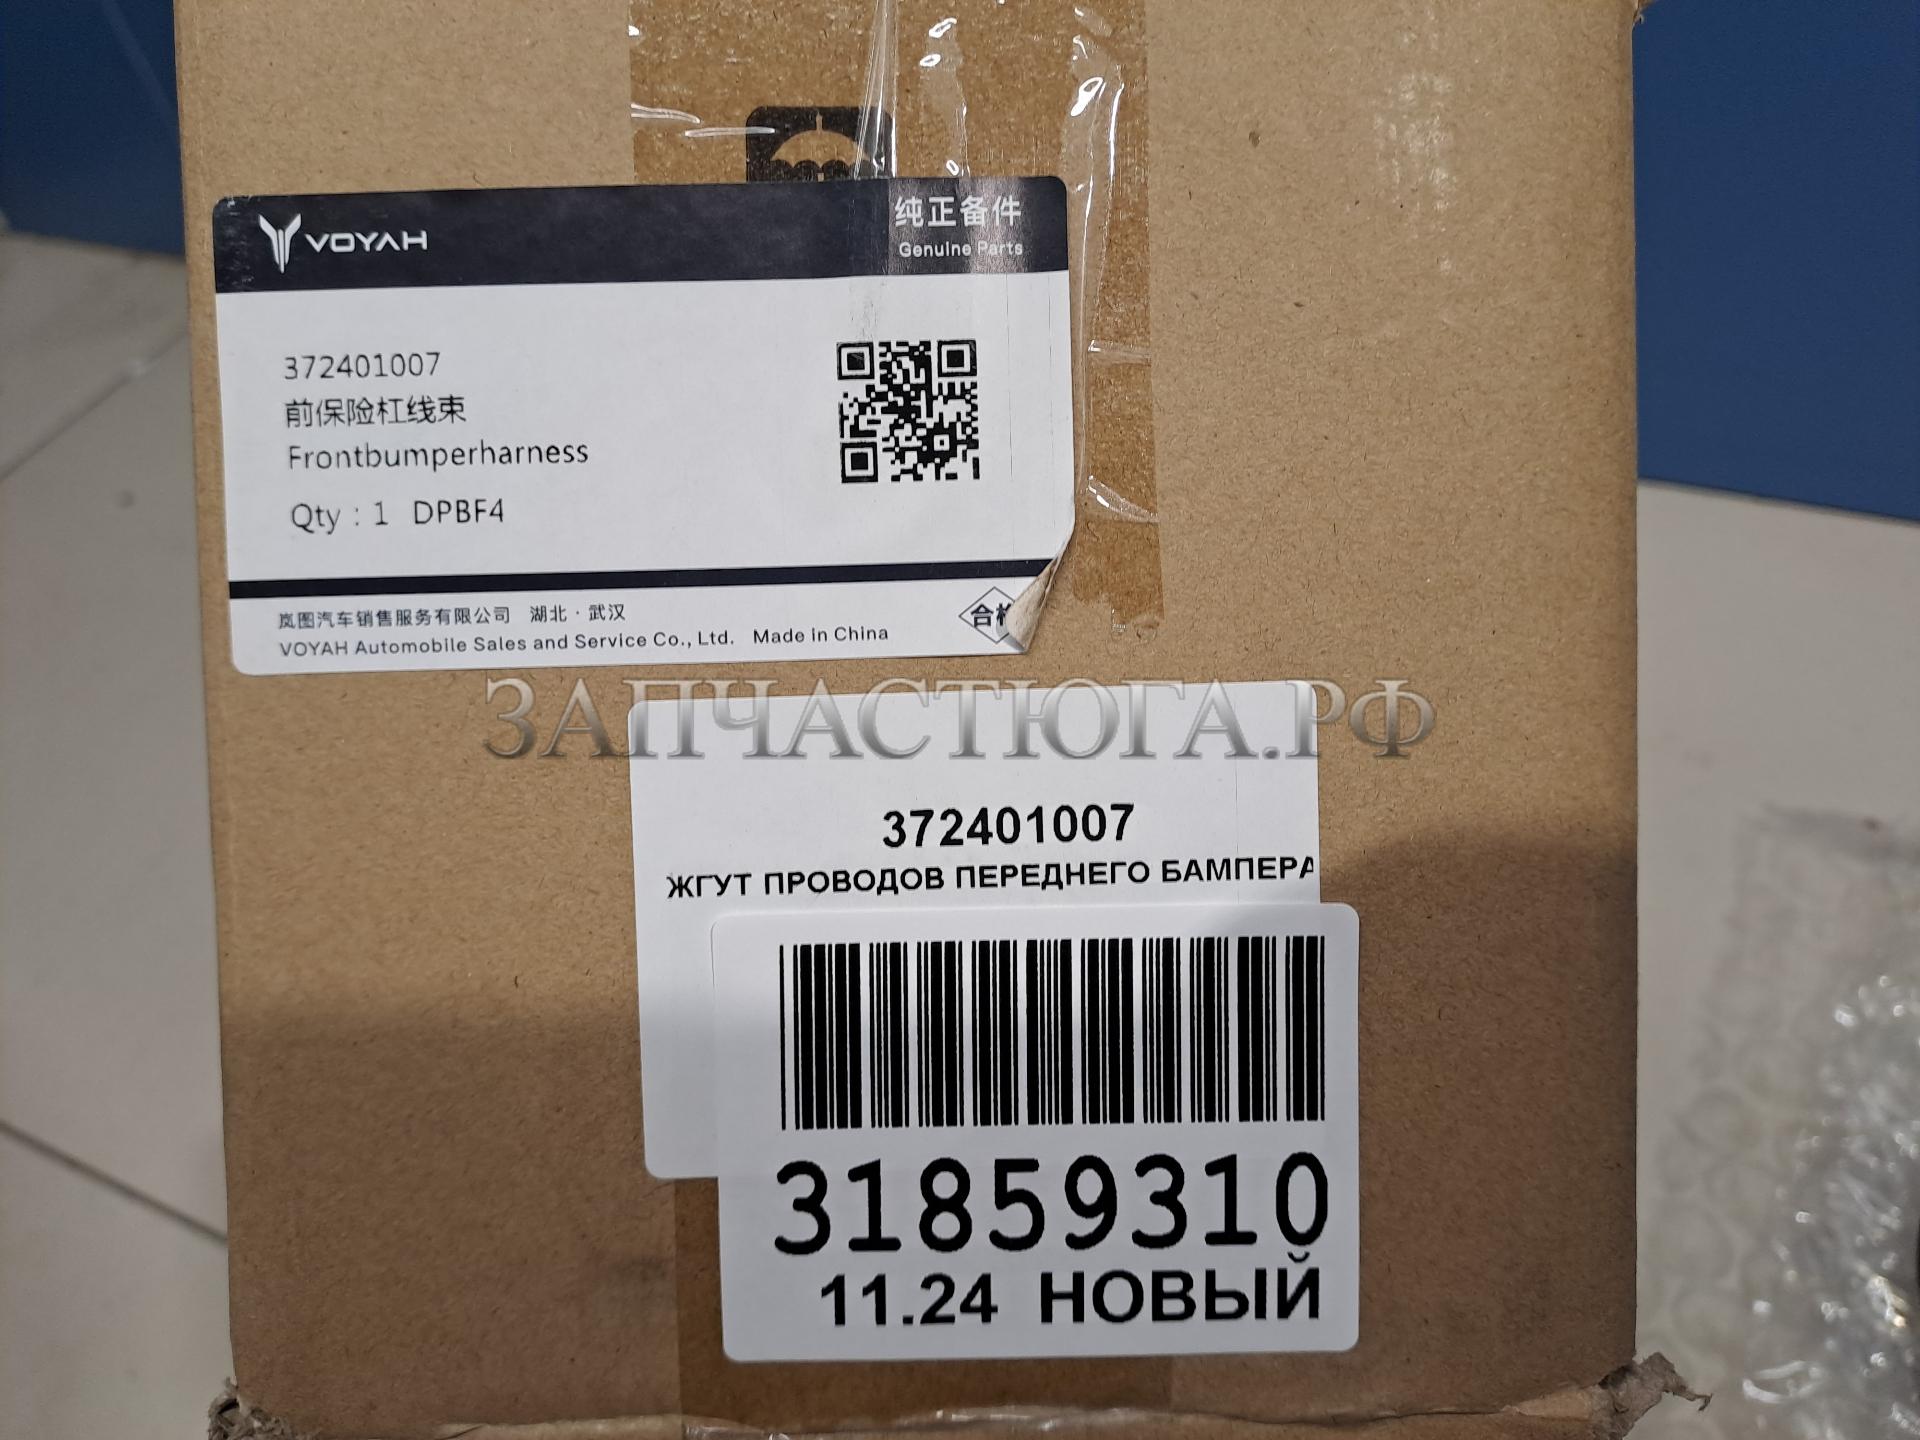 VOYAH
纯正备件
Genuine Parts
372401007
前保险杠线束
Frontbumperharness
Qty : 1 DPBF4
岚图汽车销售服务有限公司 湖北·武汉
VOYAH Automobile Sales and Service Co., Ltd. Made in China
合格
ЗАПЧАСТЮГА.РФ
372401007
ЖГУТ ПРОВОДОВ ПЕРЕДНЕГО БАМПЕРА
31859310
11.24 НОВЫЙ